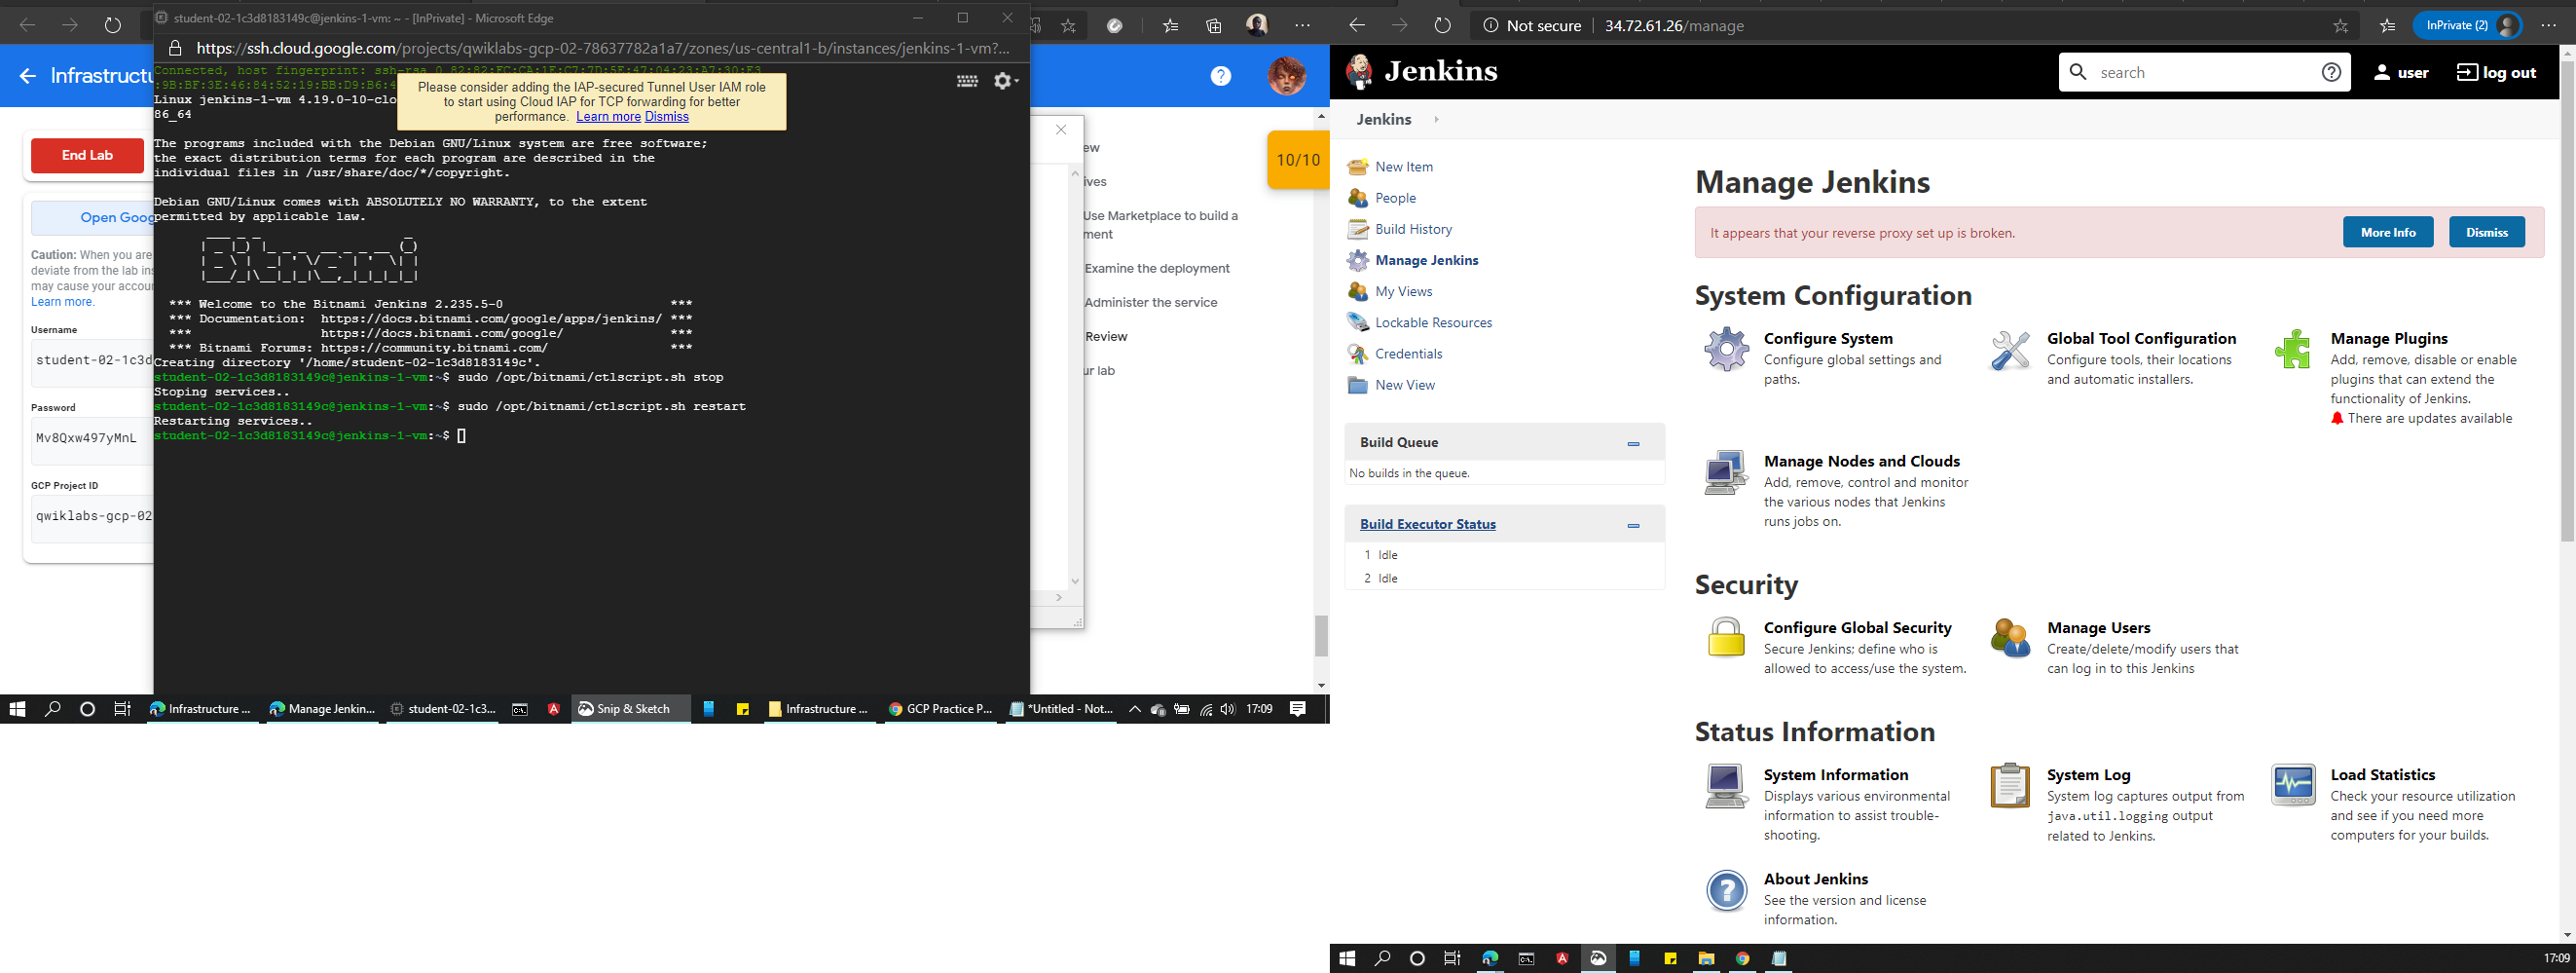 student-02-1c3d8183149c@jenkins-1-vm: ~ - [InPrivate] - Microsoft Edge
https://ssh.cloud.google.com/projects/qwiklabs-gcp-02-78637782a1a7/zones/us-central1-b/instances/jenkins-1-vm?...
Infrastructu
Connected, host fingerprint: ssh-rsa 0 82:82:FC:CA:1E:C7:7D:5E:47:04:23:A7:30:F3
:9B:BF:3E:46:84:52:19:BB:D9:B6:4
Linux jenkins-1-vm 4.19.0-10-clo
86_64
Please consider adding the IAP-secured Tunnel User IAM role
to start using Cloud IAP for TCP forwarding for better
performance. Learn more Dismiss
The programs included with the Debian GNU/Linux system are free software;
the exact distribution terms for each program are described in the
individual files in /usr/share/doc/*/copyright.
Debian GNU/Linux comes with ABSOLUTELY NO WARRANTY, to the extent
permitted by applicable law.
*** Welcome to the Bitnami Jenkins 2.235.5-0 ***
*** Documentation: https://docs.bitnami.com/google/apps/jenkins/ ***
*** https://docs.bitnami.com/google/ ***
*** Bitnami Forums: https://community.bitnami.com/ ***
Creating directory '/home/student-02-1c3d8183149c'.
student-02-1c3d8183149c@jenkins-1-vm:~$ sudo /opt/bitnami/ctlscript.sh stop
Stoping services..
student-02-1c3d8183149c@jenkins-1-vm:~$ sudo /opt/bitnami/ctlscript.sh restart
Restarting services..
student-02-1c3d8183149c@jenkins-1-vm:~$
End Lab
Open Goog
Caution: When you are
deviate from the lab ins
may cause your accou
Learn more.
Username
student-02-1c3d
Password
Mv8Qxw497yMnL
GCP Project ID
qwiklabs-gcp-02
10/10
ew
ives
Use Marketplace to build a
ment
Examine the deployment
Administer the service
Review
ur lab
Infrastructure ...
Manage Jenkin...
student-02-1c3...
Snip & Sketch
Infrastructure ...
GCP Practice P...
*Untitled - Not...
17:09
Not secure
34.72.61.26/manage
InPrivate (2)
Jenkins
search
user
log out
Jenkins
New Item
People
Build History
Manage Jenkins
My Views
Lockable Resources
Credentials
New View
Build Queue
No builds in the queue.
Build Executor Status
1 Idle
2 Idle
Manage Jenkins
It appears that your reverse proxy set up is broken.
More Info
Dismiss
System Configuration
Configure System
Configure global settings and
paths.
Global Tool Configuration
Configure tools, their locations
and automatic installers.
Manage Plugins
Add, remove, disable or enable
plugins that can extend the
functionality of Jenkins.
There are updates available
Manage Nodes and Clouds
Add, remove, control and monitor
the various nodes that Jenkins
runs jobs on.
Security
Configure Global Security
Secure Jenkins; define who is
allowed to access/use the system.
Manage Users
Create/delete/modify users that
can log in to this Jenkins
Status Information
System Information
Displays various environmental
information to assist trouble-
shooting.
System Log
System log captures output from
java.util.logging output
related to Jenkins.
Load Statistics
Check your resource utilization
and see if you need more
computers for your builds.
About Jenkins
See the version and license
information.
17:09